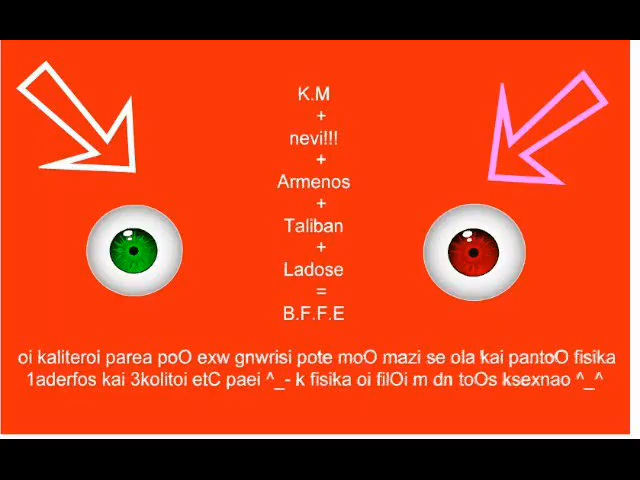 K.M
+
nevi!!!
+
Armenos
+
Taliban
+
Ladose
=
B.F.F.E
oi kaliteroi parea poO exw gnwrisi pote moO mazi se ola kai pantoO fisika
1aderfos kai 3kolitoi etC paei ^_- k fisika oi filOi m dn toOs ksexnao ^_^